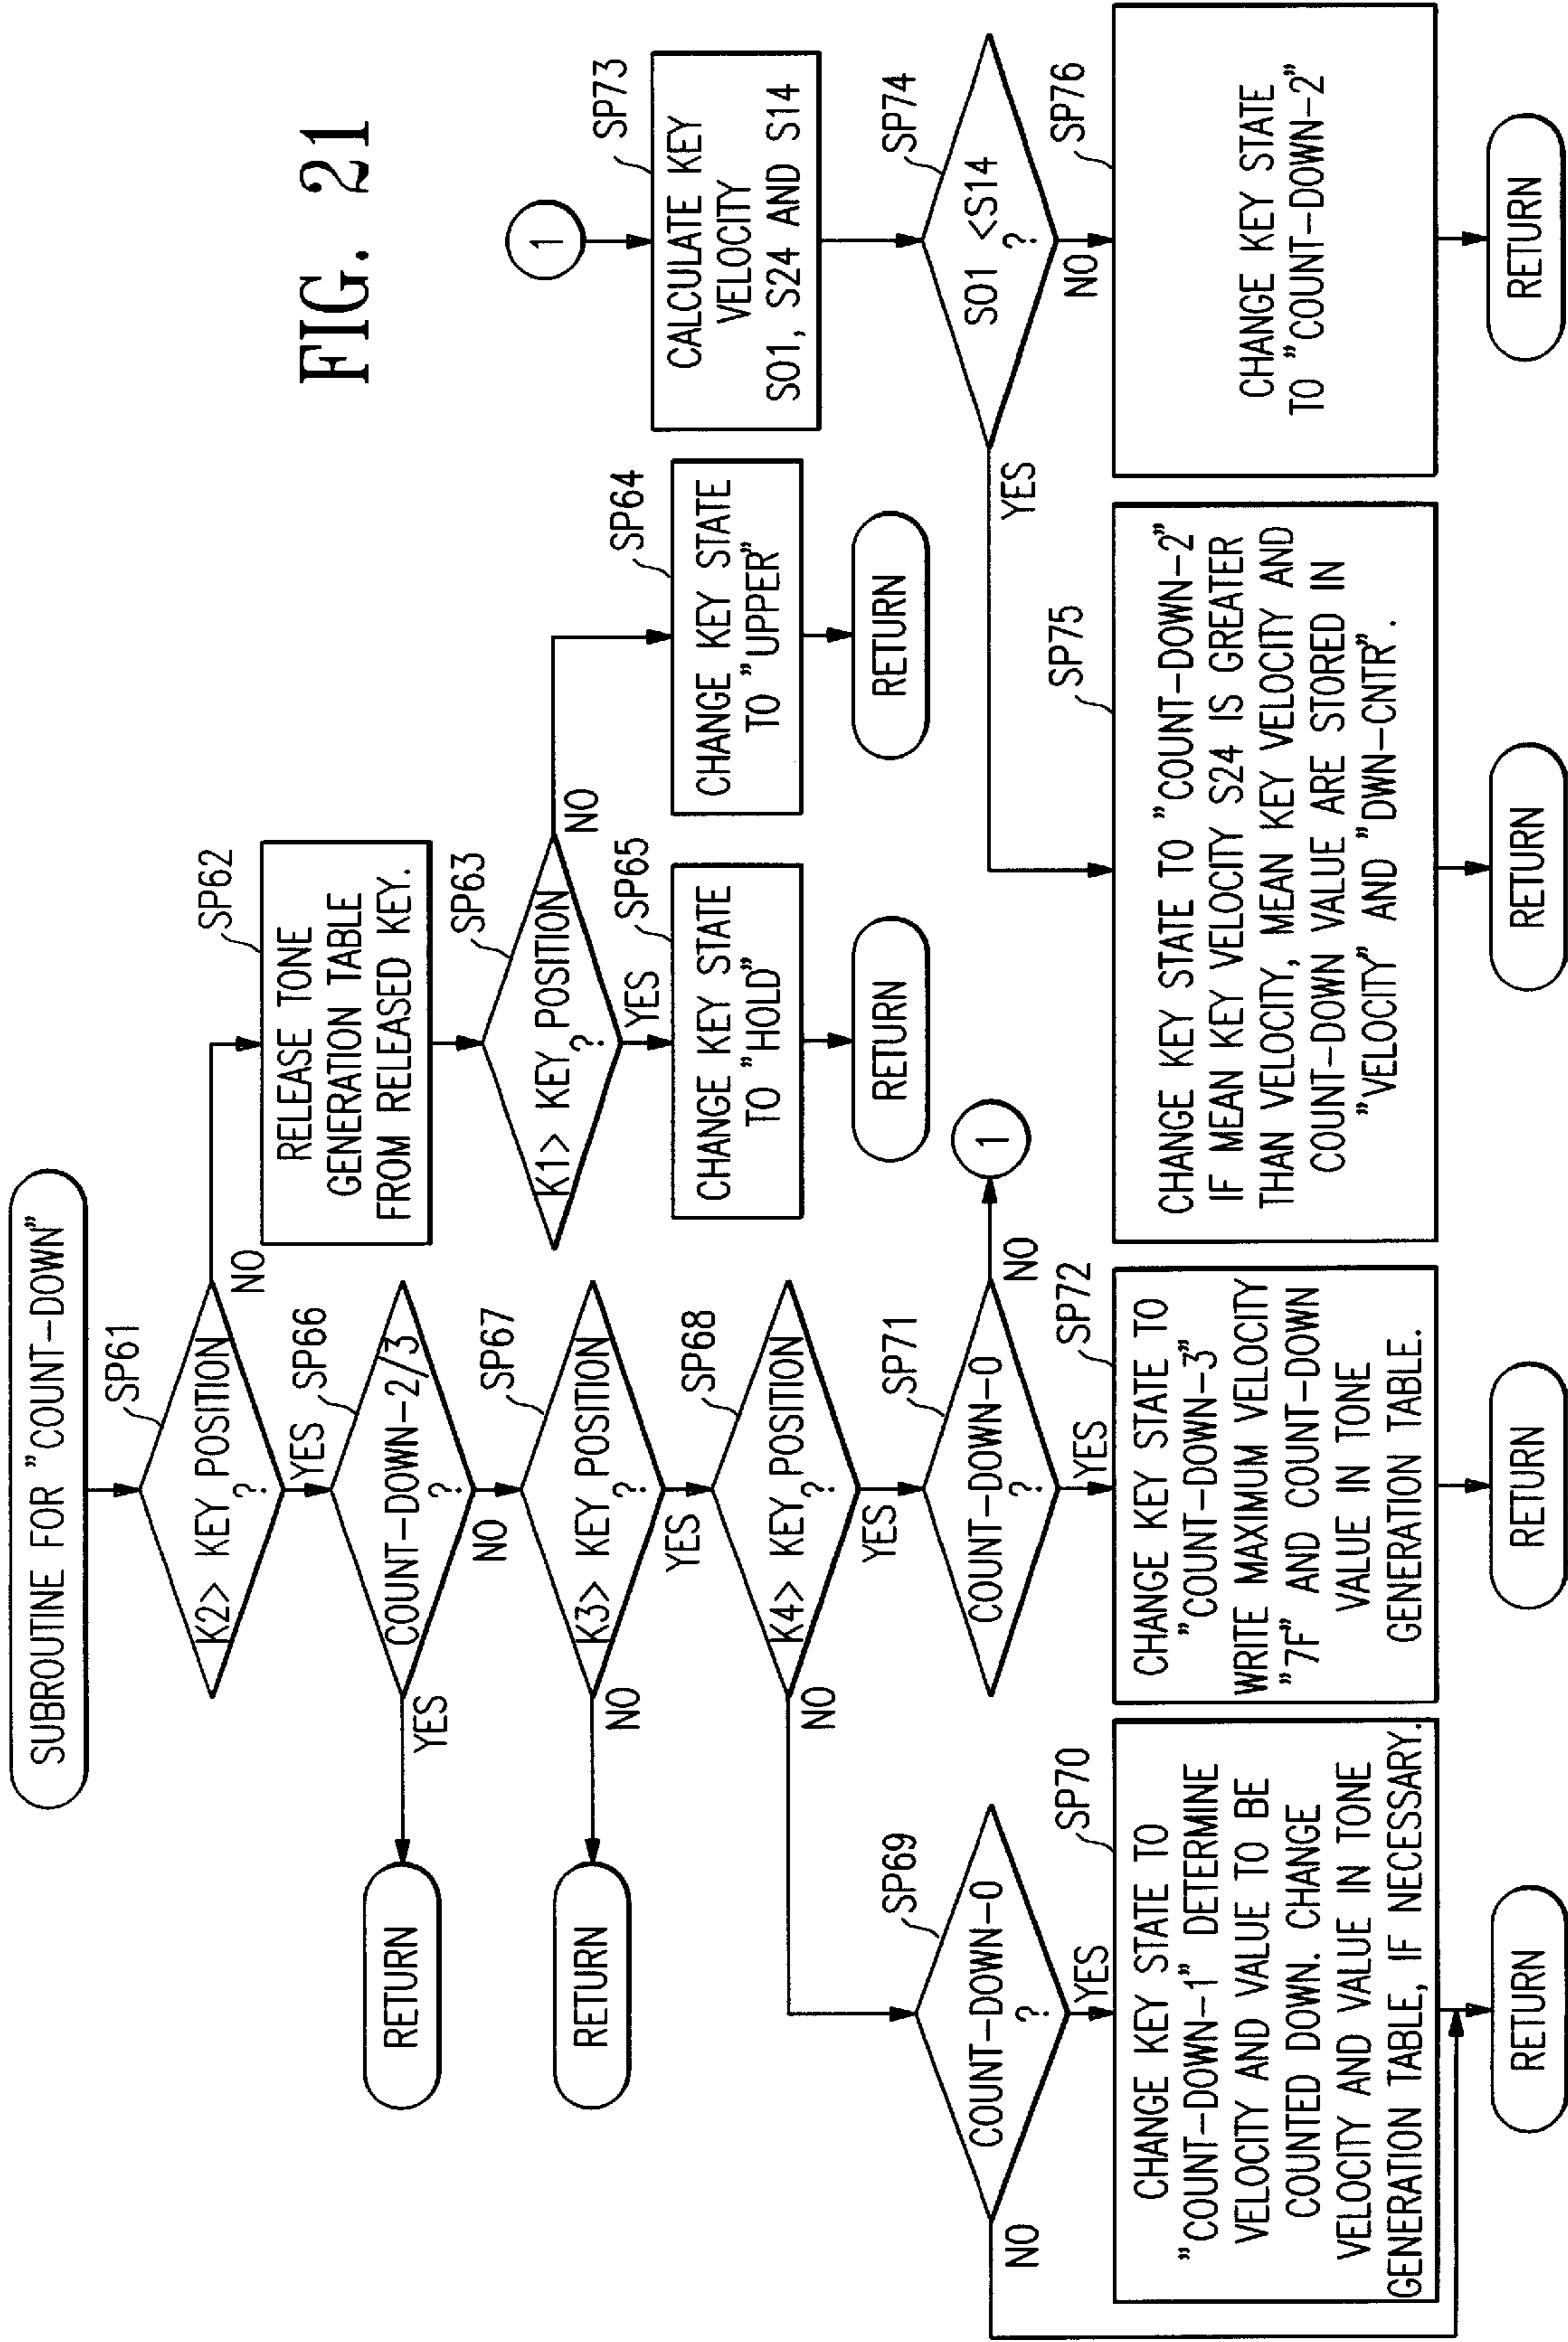 FIG. 21
SUBROUTINE FOR "COUNT-DOWN"
SP61
K2> KEY POSITION
?
NO
YES
SP62
RELEASE TONE
GENERATION TABLE
FROM RELEASED KEY.
SP63
K1> KEY POSITION
?
NO
YES
SP64
CHANGE KEY STATE
TO "UPPER"
RETURN
SP65
CHANGE KEY STATE
TO "HOLD"
RETURN
SP66
COUNT-DOWN-2/3
?
YES
NO
RETURN
SP67
K3> KEY POSITION
?
NO
YES
RETURN
SP68
K4> KEY POSITION
?
NO
YES
SP69
COUNT-DOWN-0
?
NO
YES
SP70
CHANGE KEY STATE TO
"COUNT-DOWN-1" DETERMINE
VELOCITY AND VALUE TO BE
COUNTED DOWN. CHANGE
VELOCITY AND VALUE IN TONE
GENERATION TABLE, IF NECESSARY.
RETURN
SP71
COUNT-DOWN-0
?
NO
YES
1
SP72
CHANGE KEY STATE TO
"COUNT-DOWN-3"
WRITE MAXIMUM VELOCITY
"7F" AND COUNT-DOWN
VALUE IN TONE
GENERATION TABLE.
RETURN
1
SP73
CALCULATE KEY
VELOCITY
S01, S24 AND S14
SP74
S01 <S14
?
YES
NO
SP75
CHANGE KEY STATE TO "COUNT-DOWN-2"
IF MEAN KEY VELOCITY S24 IS GREATER
THAN VELOCITY, MEAN KEY VELOCITY AND
COUNT-DOWN VALUE ARE STORED IN
"VELOCITY" AND "DWN-CNTR".
RETURN
SP76
CHANGE KEY STATE
TO "COUNT-DOWN-2"
RETURN